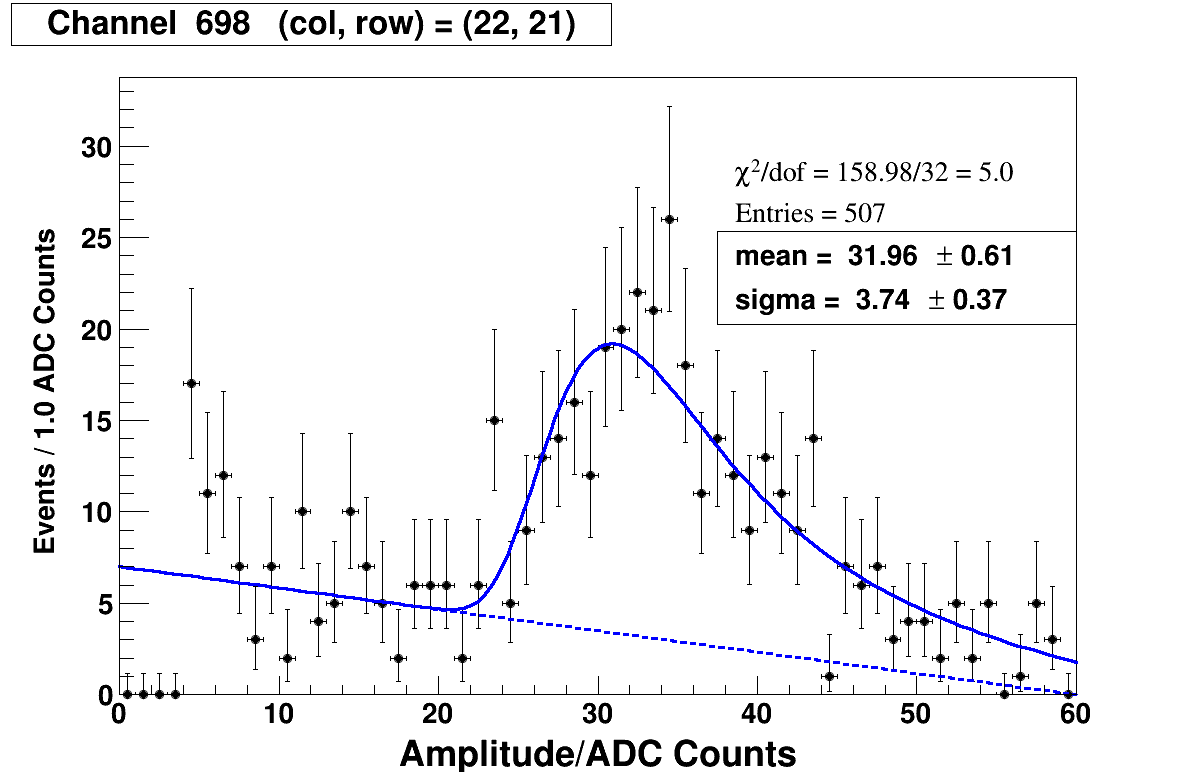 Channel 698 (col, row) = (22, 21)
χ²/dof = 158.98/32 = 5.0
Entries = 507
mean = 31.96 ± 0.61
sigma = 3.74 ± 0.37
Events / 1.0 ADC Counts
30
25
20
15
10
5
0
0 10 20 30 40 50 60
Amplitude/ADC Counts